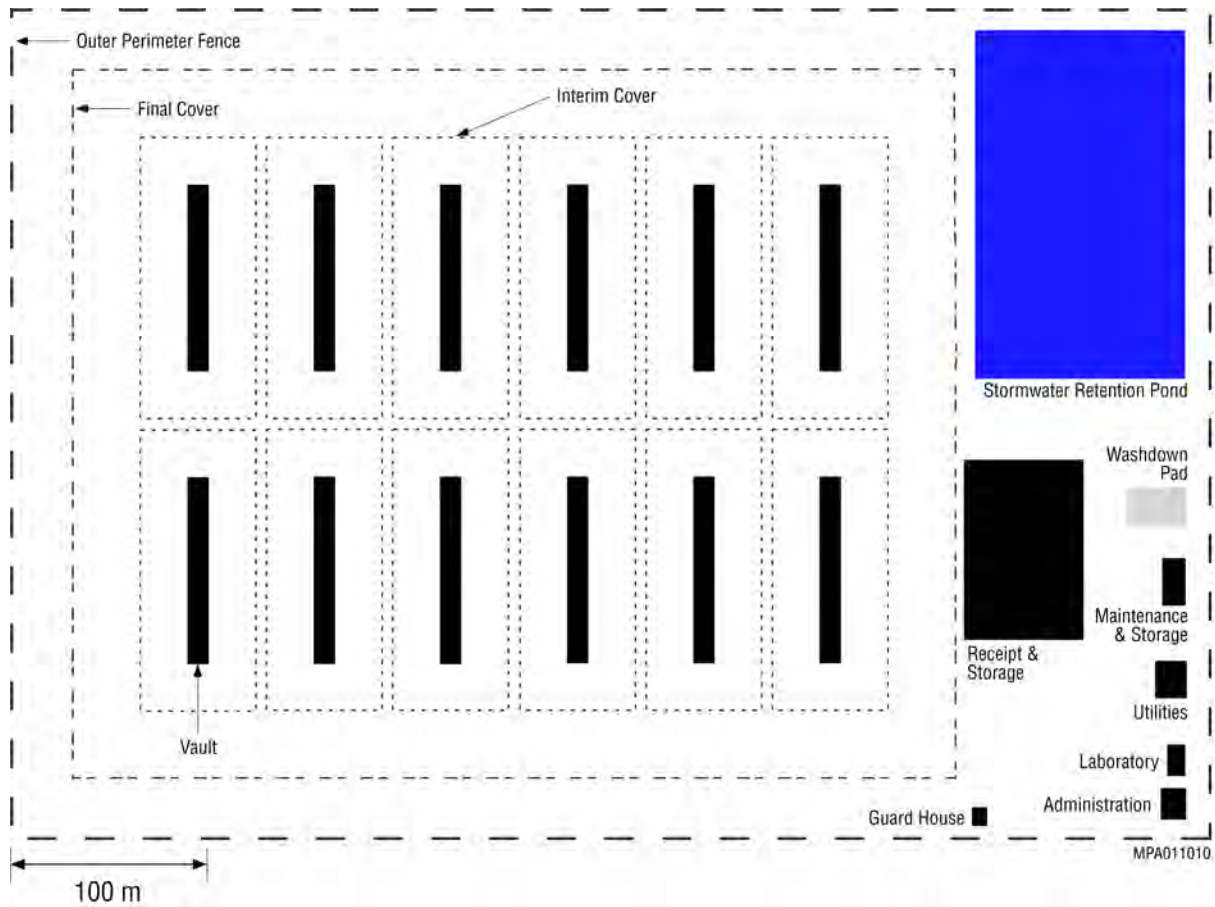 Outer Perimeter Fence
Final Cover
Interim Cover
Stormwater Retention Pond
Washdown
Pad
Maintenance
& Storage
Receipt &
Storage
Utilities
Vault
Laboratory
Administration
Guard House
MPA011010
100 m